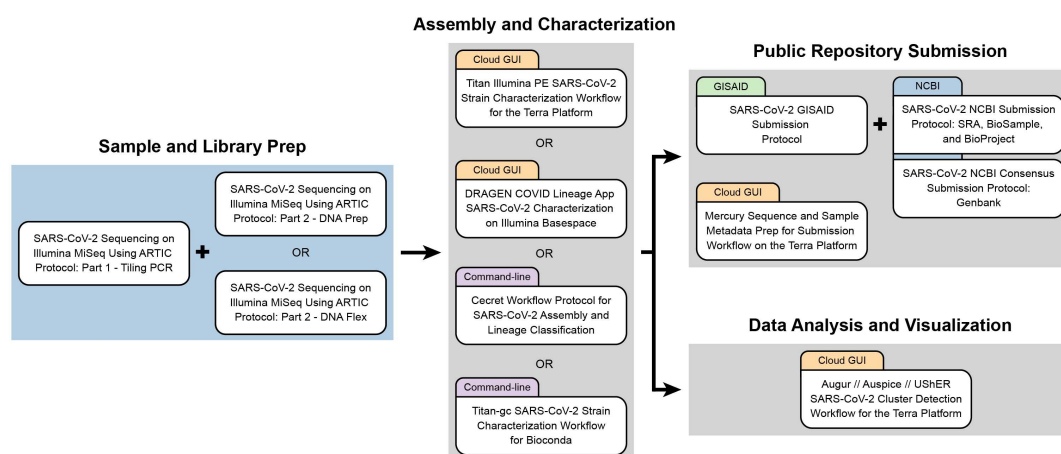 Assembly and Characterization
Cloud GUI
Titan Illumina PE SARS-CoV-2
Strain Characterization Workflow
for the Terra Platform
OR
Cloud GUI
DRAGEN COVID Lineage App
SARS-CoV-2 Characterization
on Illumina Basespace
OR
Command-line
Cecret Workflow Protocol for
SARS-CoV-2 Assembly and
Lineage Classification
OR
Command-line
Titan-gc SARS-CoV-2 Strain
Characterization Workflow
for Bioconda
Sample and Library Prep
SARS-CoV-2 Sequencing on
Illumina MiSeq Using ARTIC
Protocol: Part 1 - Tiling PCR
+
SARS-CoV-2 Sequencing on
Illumina MiSeq Using ARTIC
Protocol: Part 2 - DNA Prep
OR
SARS-CoV-2 Sequencing on
Illumina MiSeq Using ARTIC
Protocol: Part 2 - DNA Flex
Public Repository Submission
GISAID
SARS-CoV-2 GISAID
Submission
Protocol
+
NCBI
SARS-CoV-2 NCBI Submission
Protocol: SRA, BioSample,
and BioProject
SARS-CoV-2 NCBI Consensus
Submission Protocol:
Genbank
Cloud GUI
Mercury Sequence and Sample
Metadata Prep for Submission
Workflow on the Terra Platform
Data Analysis and Visualization
Cloud GUI
Augur // Auspice // UShER
SARS-CoV-2 Cluster Detection
Workflow for the Terra Platform